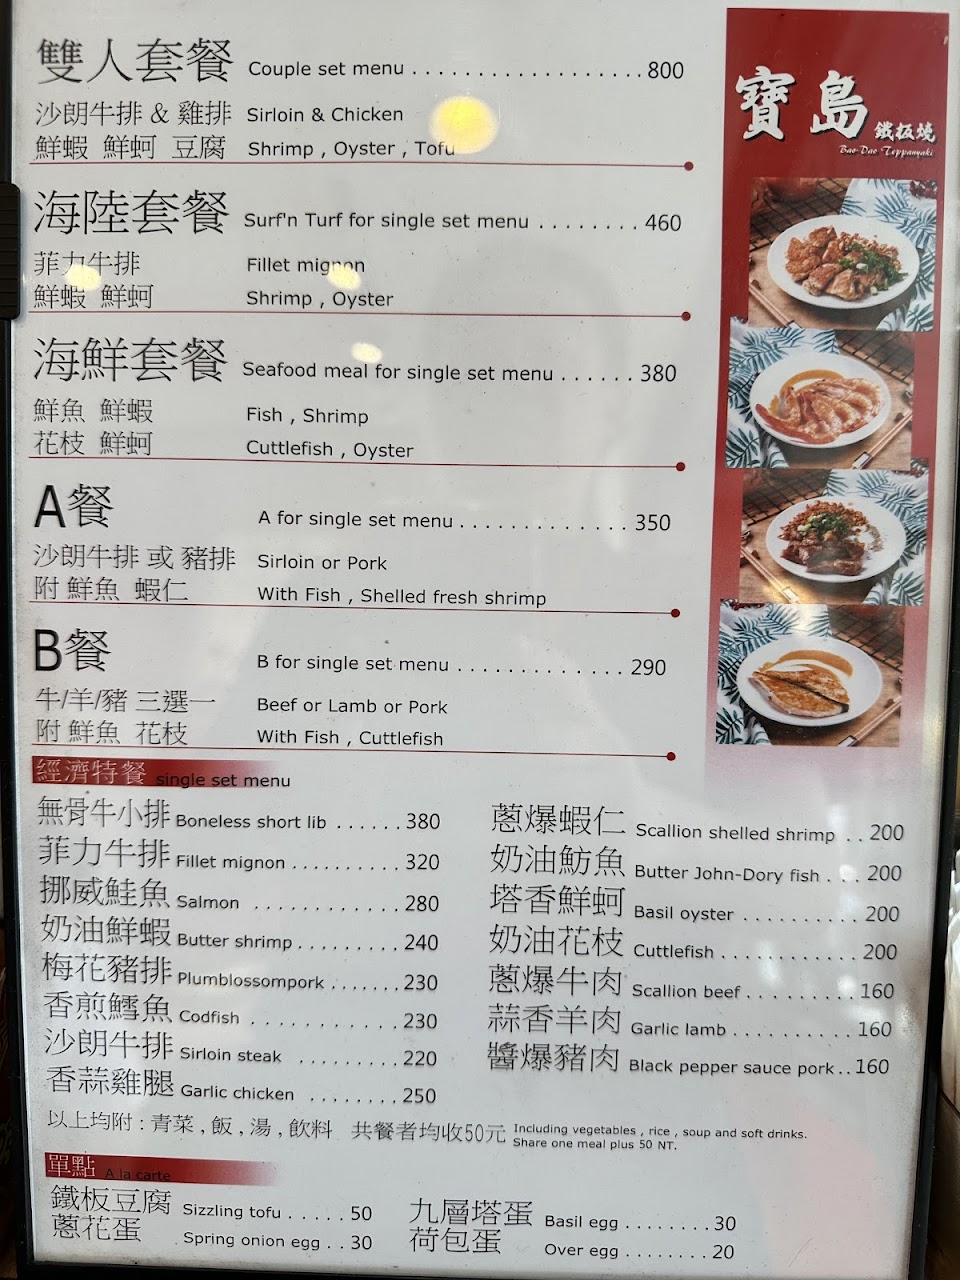 雙人套餐 Couple set menu . . . . . . . . . . . . . . . . . . . 800
沙朗牛排 & 雞排 Sirloin & Chicken
鮮蝦 鮮蚵 豆腐 Shrimp , Oyster , Tofu
海陸套餐 Surf'n Turf for single set menu . . . . . . . . 460
菲力牛排 Fillet mignon
鮮蝦 鮮蚵 Shrimp , Oyster
海鮮套餐 Seafood meal for single set menu . . . . . . 380
鮮魚 鮮蝦 Fish , Shrimp
花枝 鮮蚵 Cuttlefish , Oyster
A餐 A for single set menu . . . . . . . . . . . . . 350
沙朗牛排 或 豬排 Sirloin or Pork
附 鮮魚 蝦仁 With Fish , Shelled fresh shrimp
B餐 B for single set menu . . . . . . . . . . . . . 290
牛/羊/豬 三選一 Beef or Lamb or Pork
附 鮮魚 花枝 With Fish , Cuttlefish
寶島
鐵板燒
Bao-Dao Teppanyaki
經濟特餐 single set menu
無骨牛小排 Boneless short lib . . . . . . 380
菲力牛排 Fillet mignon . . . . . . . . . . 320
挪威鮭魚 Salmon . . . . . . . . . . . . 280
奶油鮮蝦 Butter shrimp . . . . . . . . . 240
梅花豬排 Plumblossompork . . . . . . 230
香煎鱈魚 Codfish . . . . . . . . . . . . 230
沙朗牛排 Sirloin steak . . . . . . . . . 220
香蒜雞腿 Garlic chicken . . . . . . . . 250
蔥爆蝦仁 Scallion shelled shrimp . . 200
奶油魴魚 Butter John-Dory fish . . . 200
塔香鮮蚵 Basil oyster . . . . . . . . . . 200
奶油花枝 Cuttlefish . . . . . . . . . . . . 200
蔥爆牛肉 Scallion beef . . . . . . . . . 160
蒜香羊肉 Garlic lamb . . . . . . . . . . 160
醬爆豬肉 Black pepper sauce pork . . 160
以上均附 : 青菜 , 飯 , 湯 , 飲料 共餐者均收50元
Including vegetables , rice , soup and soft drinks.
Share one meal plus 50 NT.
單點 A la carte
鐵板豆腐 Sizzling tofu . . . . . 50
蔥花蛋 Spring onion egg . . 30
九層塔蛋 Basil egg . . . . . . . . 30
荷包蛋 Over egg . . . . . . . . 20